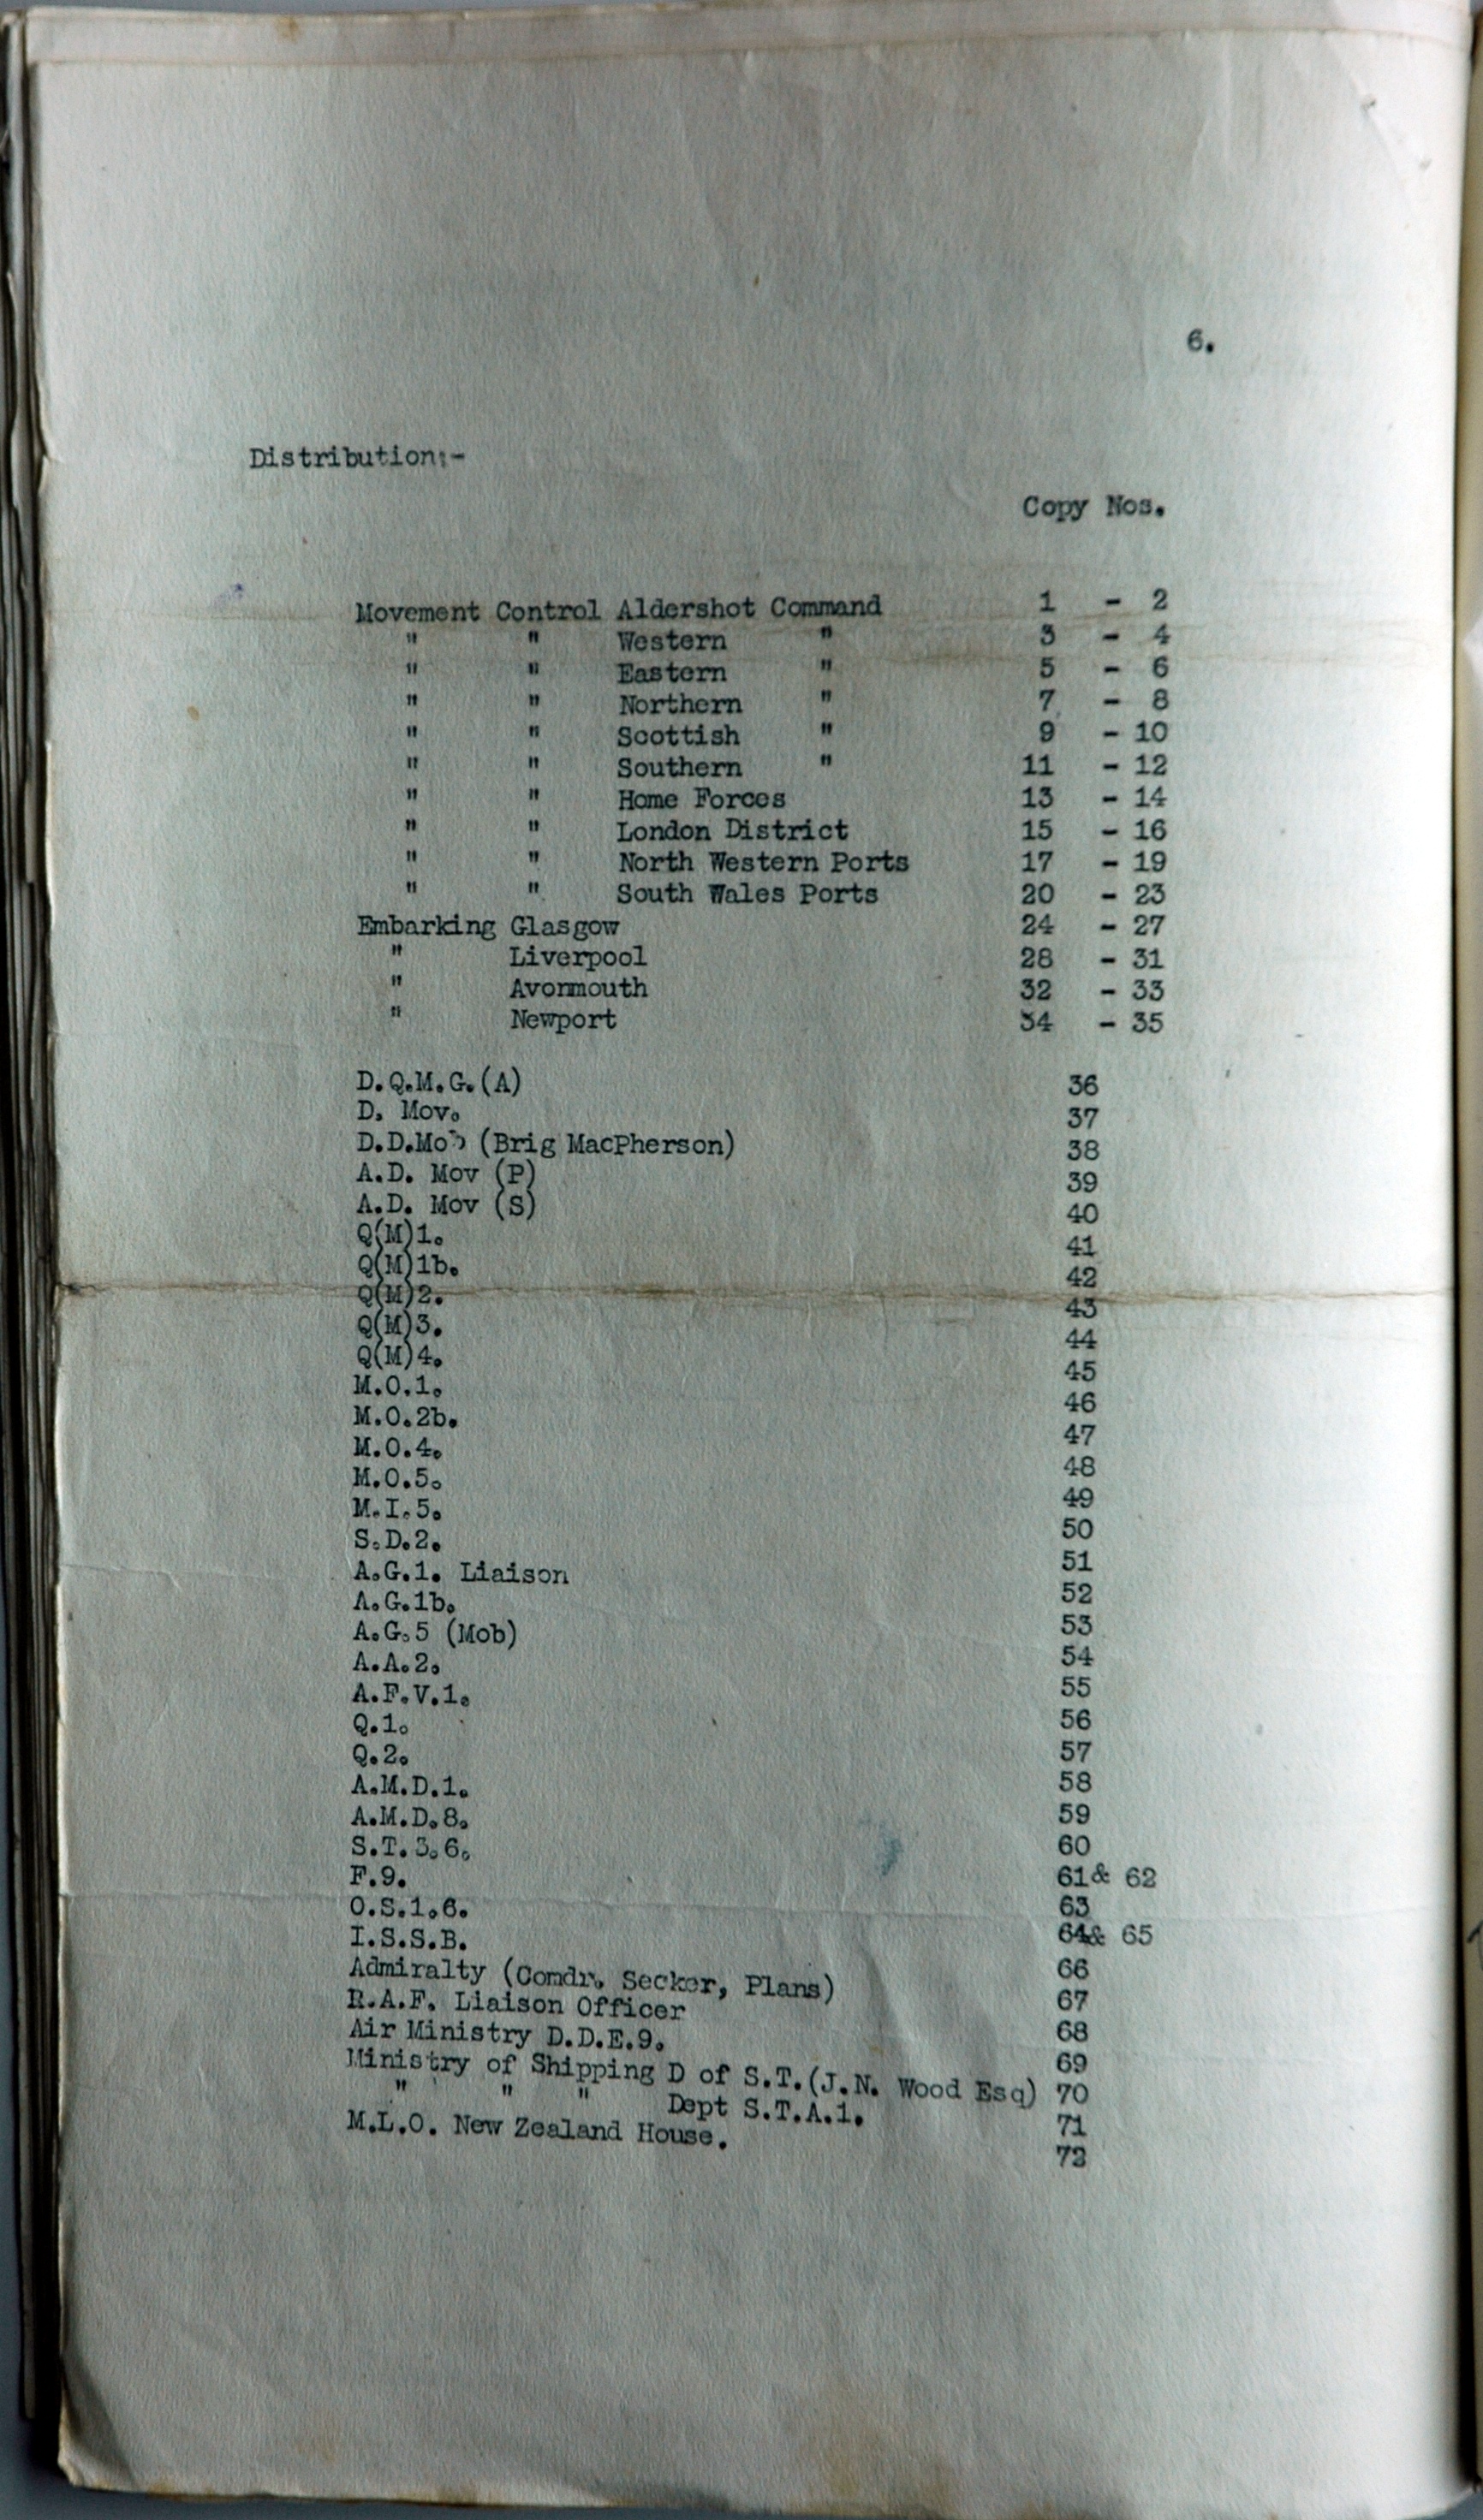 6.
Distribution:-
Copy Nos.
Movement Control Aldershot Command 1 - 2
" " Western " 3 - 4
" " Eastern " 5 - 6
" " Northern " 7 - 8
" " Scottish " 9 - 10
" " Southern " 11 - 12
" " Home Forces 13 - 14
" " London District 15 - 16
" " North Western Ports 17 - 19
" " South Wales Ports 20 - 23
Embarking Glasgow 24 - 27
" Liverpool 28 - 31
" Avonmouth 32 - 33
" Newport 34 - 35
D.Q.M.G.(A) 36
D. Mov. 37
D.D. (Brig MacPherson) 38
A.D. Mov (P) 39
A.D. Mov (S) 40
Q(M)1. 41
Q(M)1b. 42
Q(M)2. 43
Q(M)3. 44
Q(M)4. 45
M.O.1. 46
M.O.2b. 47
M.O.4. 48
M.O.5. 49
M.I.5. 50
S.D.2. 51
A.G.1. Liaison 52
A.G.1b. 53
A.G.5 (Mob) 54
A.A.2. 55
A.F.V.1. 56
Q.1. 57
Q.2. 58
A.M.D.1. 59
A.M.D.8. 60
S.T.3.6. 61& 62
F.9. 63
O.S.1.6. 64& 65
I.S.S.B. 66
Admiralty (Comdr. Secker, Plans) 67
R.A.F. Liaison Officer 68
Air Ministry D.D.E.9. 69
Ministry of Shipping D of S.T.(J.N. Wood Esq) 70
" " " Dept S.T.A.1. 71
M.L.O. New Zealand House.